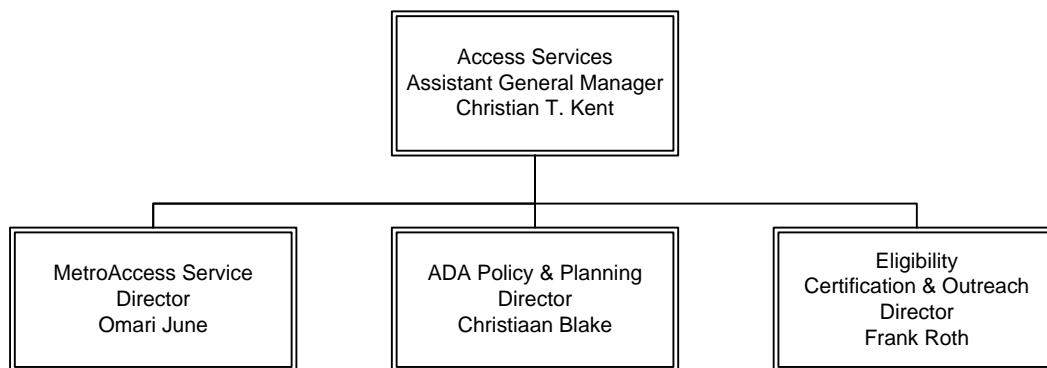 Access Services
Assistant General Manager
Christian T. Kent
MetroAccess Service
Director
Omari June
ADA Policy & Planning
Director
Christiaan Blake
Eligibility
Certification & Outreach
Director
Frank Roth